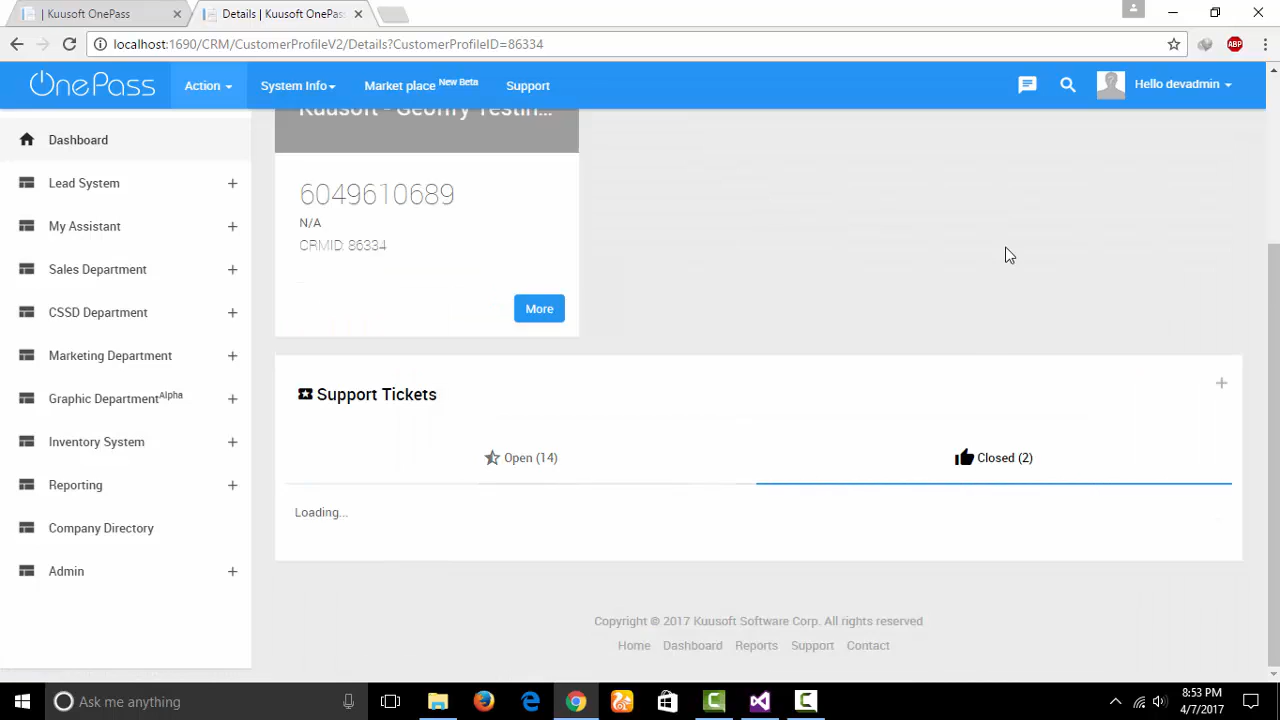 | Kuusoft OnePass
Details | Kuusoft OnePass
localhost:1690/CRM/CustomerProfileV2/Details?CustomerProfileID=86334
ABP
OnePass
Action
System Info
Market place New Beta
Support
Hello devadmin
Dashboard
Lead System
My Assistant
Sales Department
CSSD Department
Marketing Department
Graphic Department Alpha
Inventory System
Reporting
Company Directory
Admin
Kuusoft - Geoffry Testin...
6049610689
N/A
CRMID: 86334
More
Support Tickets
Open (14)
Closed (2)
Loading...
Copyright © 2017 Kuusoft Software Corp. All rights reserved
Home Dashboard Reports Support Contact
Ask me anything
8:53 PM
4/7/2017